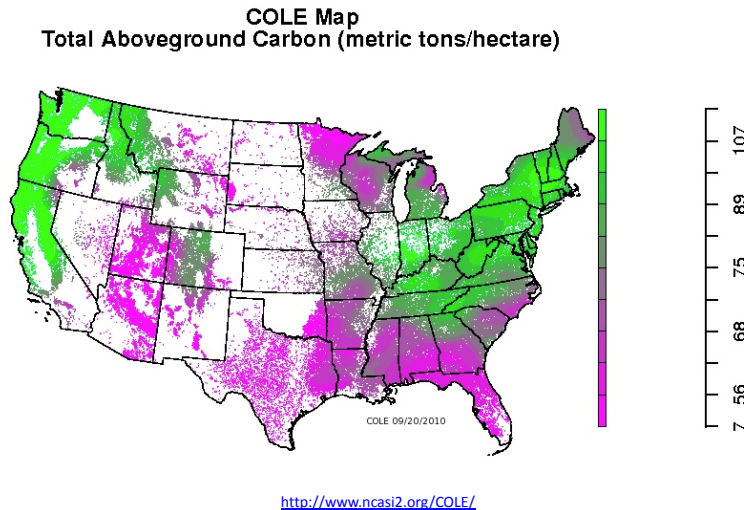 COLE Map
Total Aboveground Carbon (metric tons/hectare)
107
89
75
68
56
7
COLE 09/20/2010
http://www.ncasi2.org/COLE/